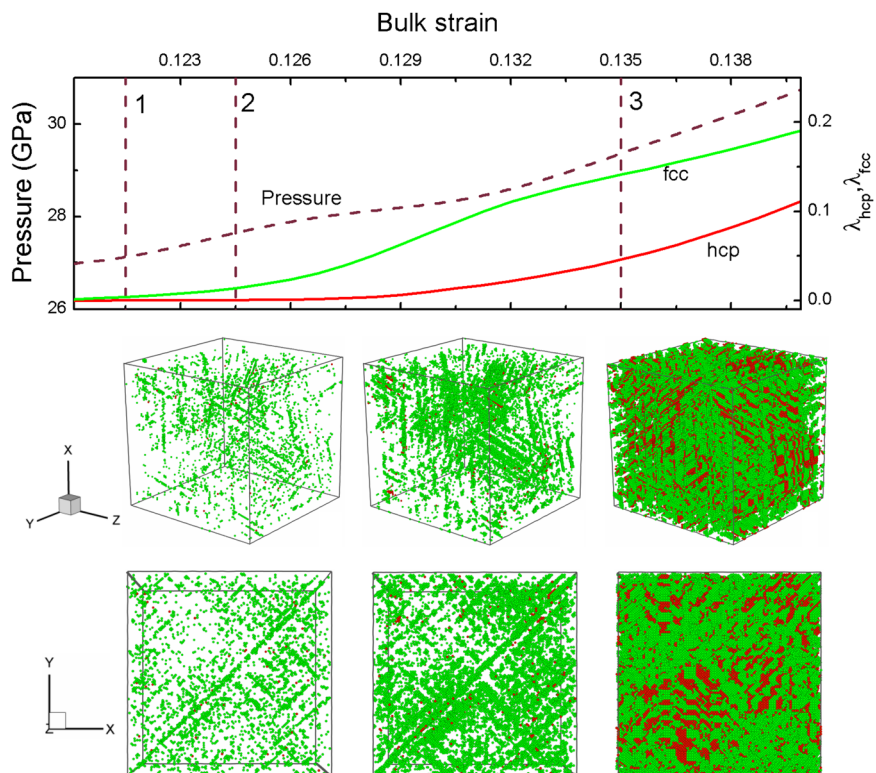 Bulk strain
0.123 0.126 0.129 0.132 0.135 0.138
Pressure (GPa)
30
28
26
1 2 3
Pressure
fcc
hcp
0.2
0.1
0.0
λhcp,λfcc
X
Y
Z
Y
Z
X